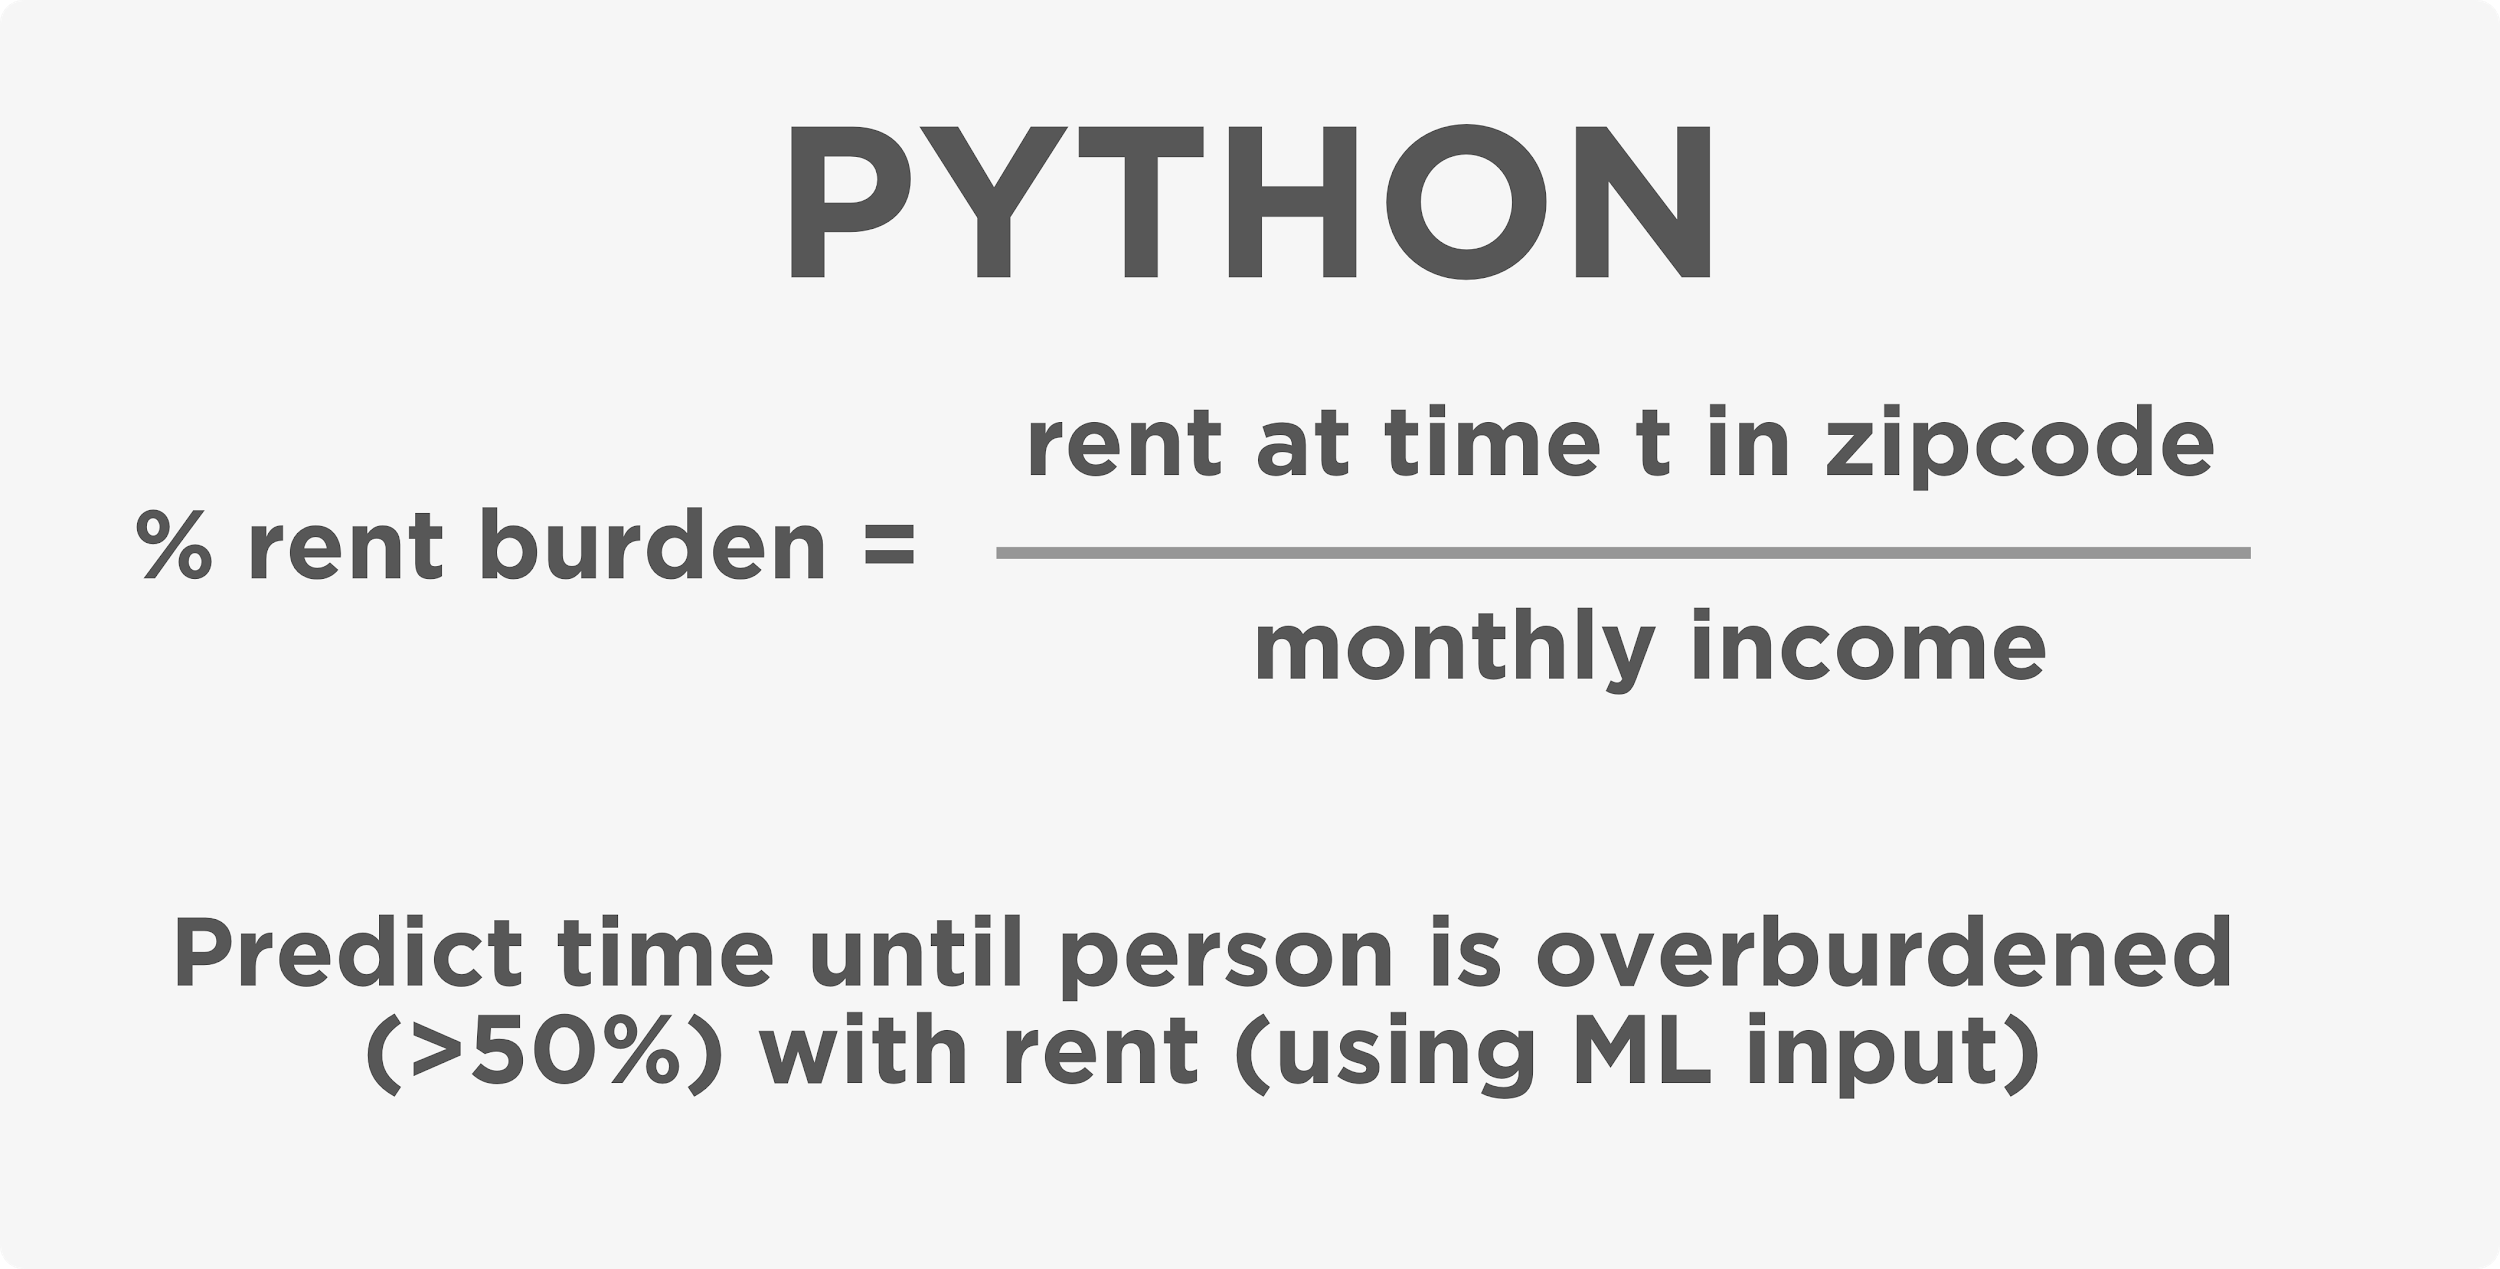 PYTHON
rent at time t in zipcode
% rent burden =
monthly income
Predict time until person is overburdened
(>50%) with rent (using ML input)